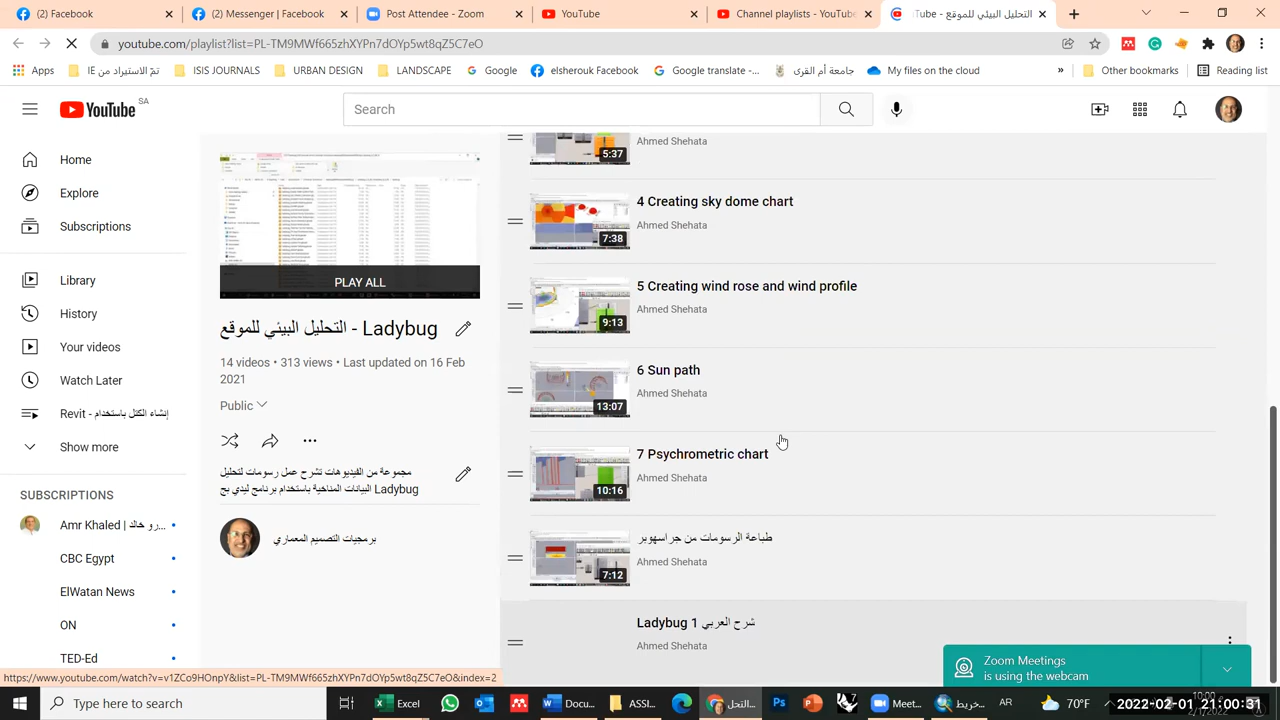 (2) Facebook
(2) Messenger | Facebook
Post Attendee - Zoom
YouTube
Channel playlists - YouTube
التحليل البيئي للموقع - YouTube
youtube.com/playlist?list=PL-TM9MWf665zhXYPn7dOYp5wt8qZ5C7eO
Apps
تمّ الاستيراد من IE
ISIS JOURNALS
URBAN DESIGN
LANDSCAPE
Google
elsherouk Facebook
Google translate -...
جامعة أم القرى
My files on the cloud
»
Other bookmarks
Reading list
YouTube SA
Search
Home
Explore
Subscriptions
Library
History
Your videos
Watch Later
Revit - إنشاء الكتل باستخدام
Show more
SUBSCRIPTIONS
CBC Egypt
ON
TED-Ed
PLAY ALL
التحليل البيئي للموقع - Ladybug
14 videos • 313 views • Last updated on 16 Feb
2021
Public
مجموعة من الفيديوهات تشرح عمل رسومات لتحليل
البيانات المناخية باستخدام برنامج ليدي بج Ladybug
برمجيات التصميم المعماري
5:37
Ahmed Shehata
4 Creating sky dome chart
Ahmed Shehata
7:38
5 Creating wind rose and wind profile
Ahmed Shehata
9:13
6 Sun path
Ahmed Shehata
13:07
7 Psychrometric chart
Ahmed Shehata
10:16
طباعة الرسومات من جراسهوبر
Ahmed Shehata
7:12
Ladybug 1 شرح العربي
Ahmed Shehata
Zoom Meetings
is using the webcam
https://www.youtube.com/watch?v=v1ZCo9HOnpY&list=PL-TM9MWf665zhXYPn7dOYp5wt8qZ5C7eO&index=2
Type here to search
Excel
Docu...
ASSI...
التحل...
Meet...
AR
70°F
10:00
2022-02-01 21:00:31